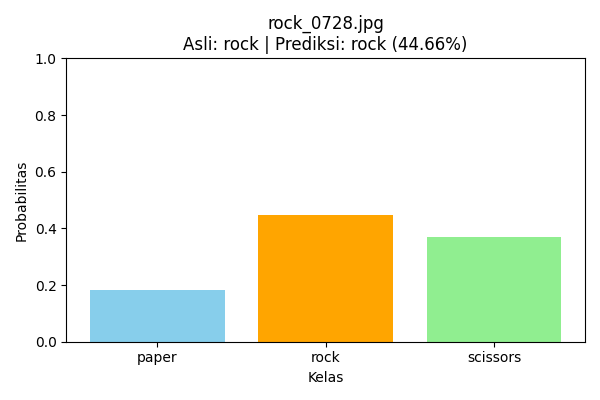 rock_0728.jpg
Asli: rock | Prediksi: rock (44.66%)
1.0
0.8
0.6
0.4
0.2
0.0
Probabilitas
paper
rock
scissors
Kelas